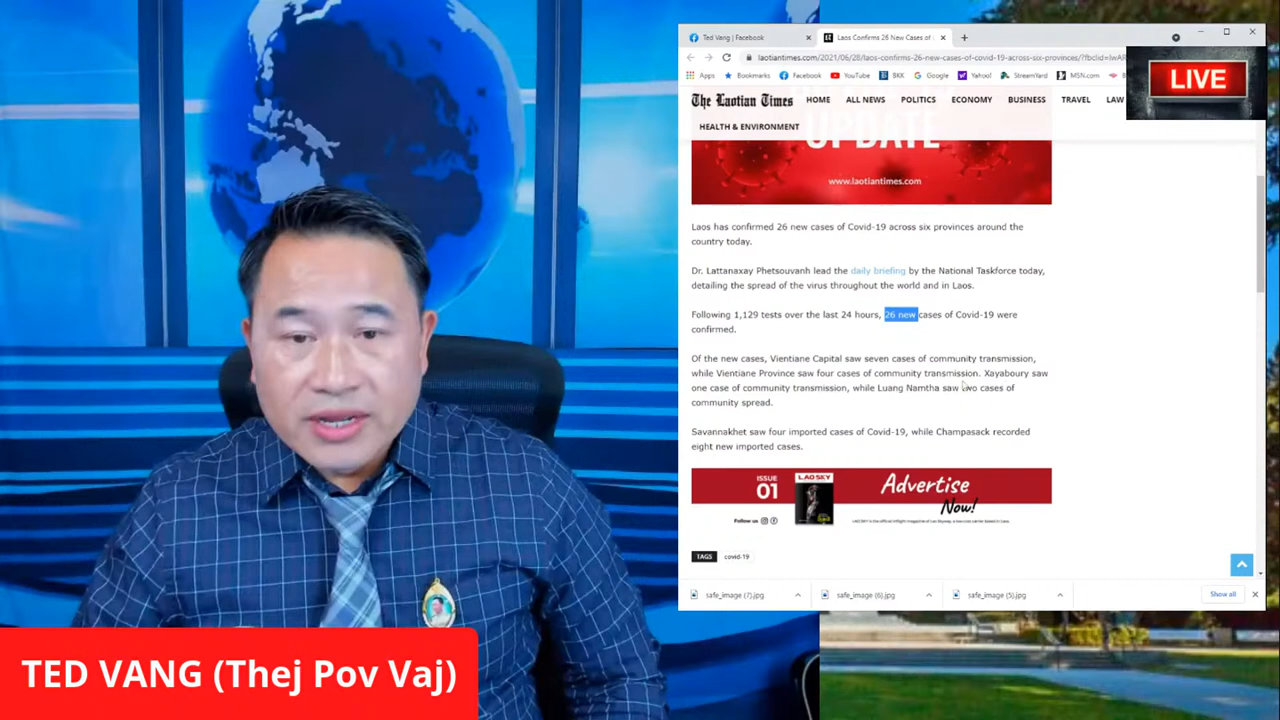 Ted Vang | Facebook
Laos Confirms 26 New Cases of
laotiantimes.com/2021/06/28/laos-confirms-26-new-cases-of-covid-19-across-six-provinces/?fbclid=IwAR
Apps Bookmarks Facebook YouTube BKK Google Yahoo! StreamYard MSN.com
LIVE
The Laotian Times HOME ALL NEWS POLITICS ECONOMY BUSINESS TRAVEL LAW
HEALTH & ENVIRONMENT
UPDATE
www.laotiantimes.com
Laos has confirmed 26 new cases of Covid-19 across six provinces around the
country today.
Dr. Lattanaxay Phetsouvanh lead the daily briefing by the National Taskforce today,
detailing the spread of the virus throughout the world and in Laos.
Following 1,129 tests over the last 24 hours, 26 new cases of Covid-19 were
confirmed.
Of the new cases, Vientiane Capital saw seven cases of community transmission,
while Vientiane Province saw four cases of community transmission. Xayaboury saw
one case of community transmission, while Luang Namtha saw two cases of
community spread.
Savannakhet saw four imported cases of Covid-19, while Champasack recorded
eight new imported cases.
ISSUE
01
LAO SKY
Advertise
Now!
Follow us
TAGS covid-19
safe_image (7).jpg safe_image (6).jpg safe_image (5).jpg Show all
TED VANG (Thej Pov Vaj)